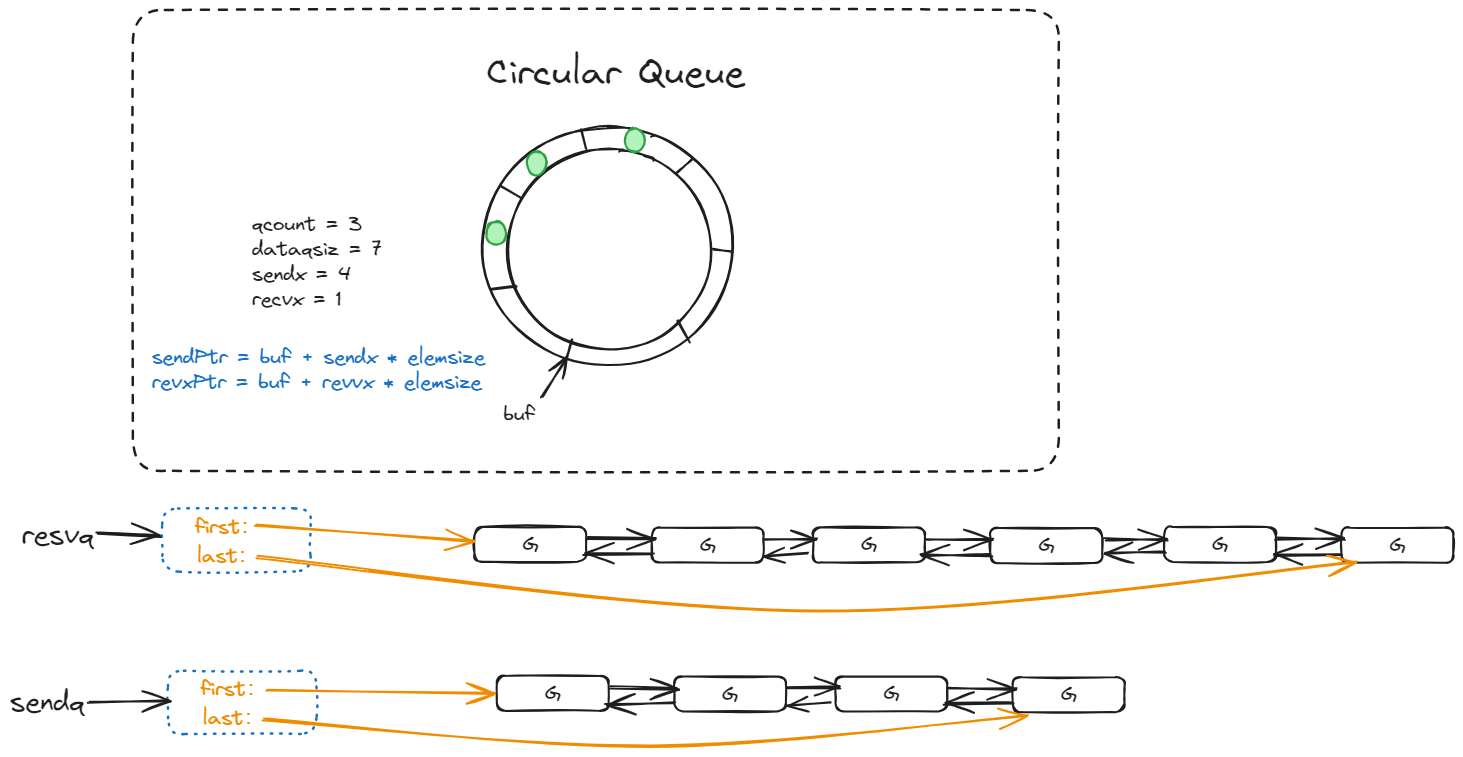 Circular Queue
qcount = 3
dataqsiz = 7
sendx = 4
recvx = 1
sendPtr = buf + sendx * elemsize
revxPtr = buf + revvx * elemsize
buf
resvq
first:
last:
G
G
G
G
G
G
sendq
first:
last:
G
G
G
G